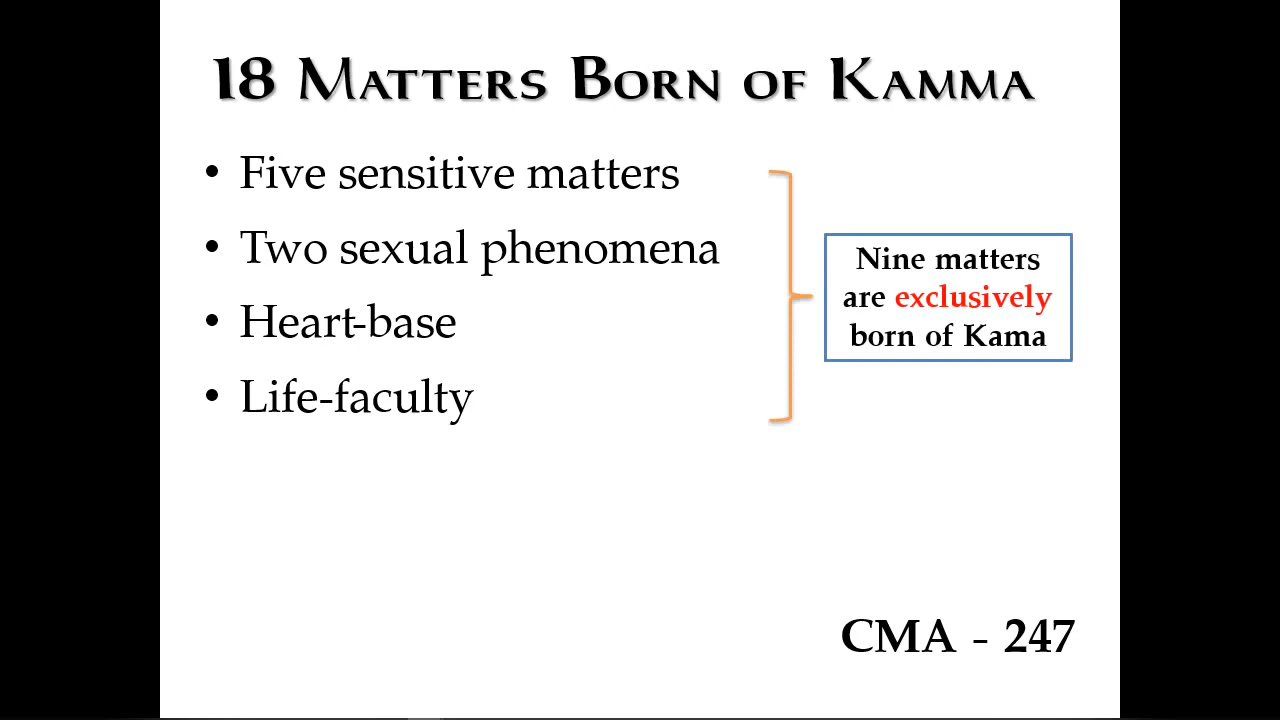 18 Matters Born of Kamma
• Five sensitive matters
• Two sexual phenomena
• Heart-base
• Life-faculty
Nine matters
are exclusively
born of Kama
CMA - 247